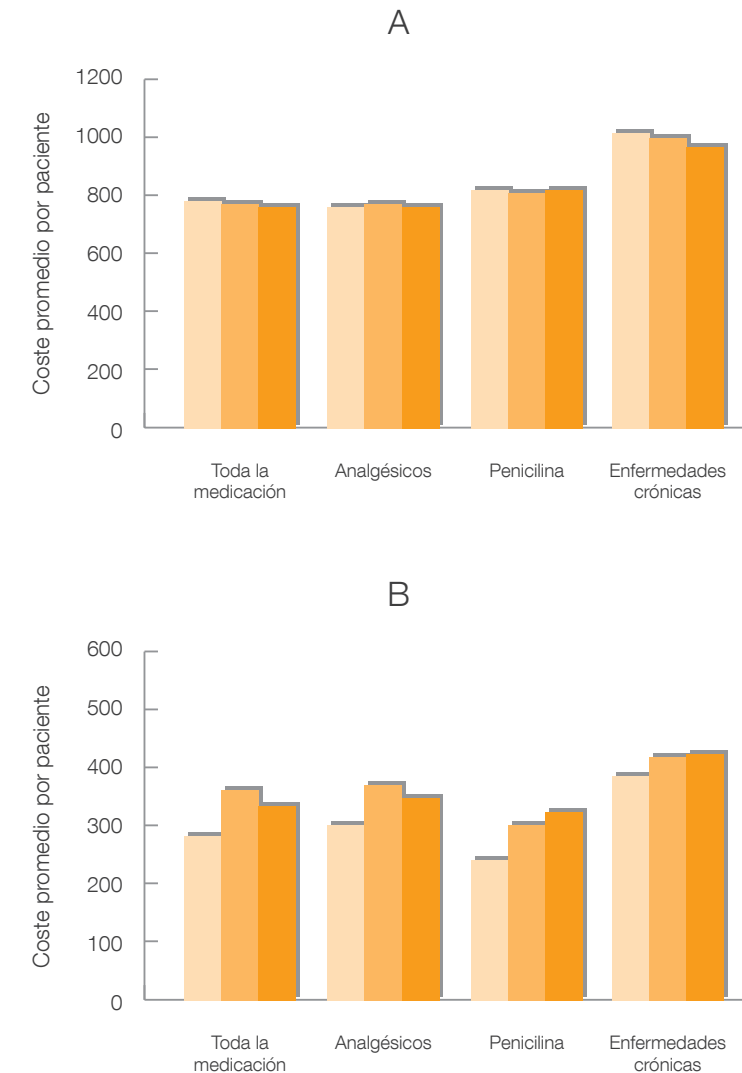 A
1200
1000
800
600
400
200
0
Coste promedio por paciente
Toda la
medicación
Analgésicos
Penicilina
Enfermedades
crónicas
B
600
500
400
300
200
100
0
Coste promedio por paciente
Toda la
medicación
Analgésicos
Penicilina
Enfermedades
crónicas